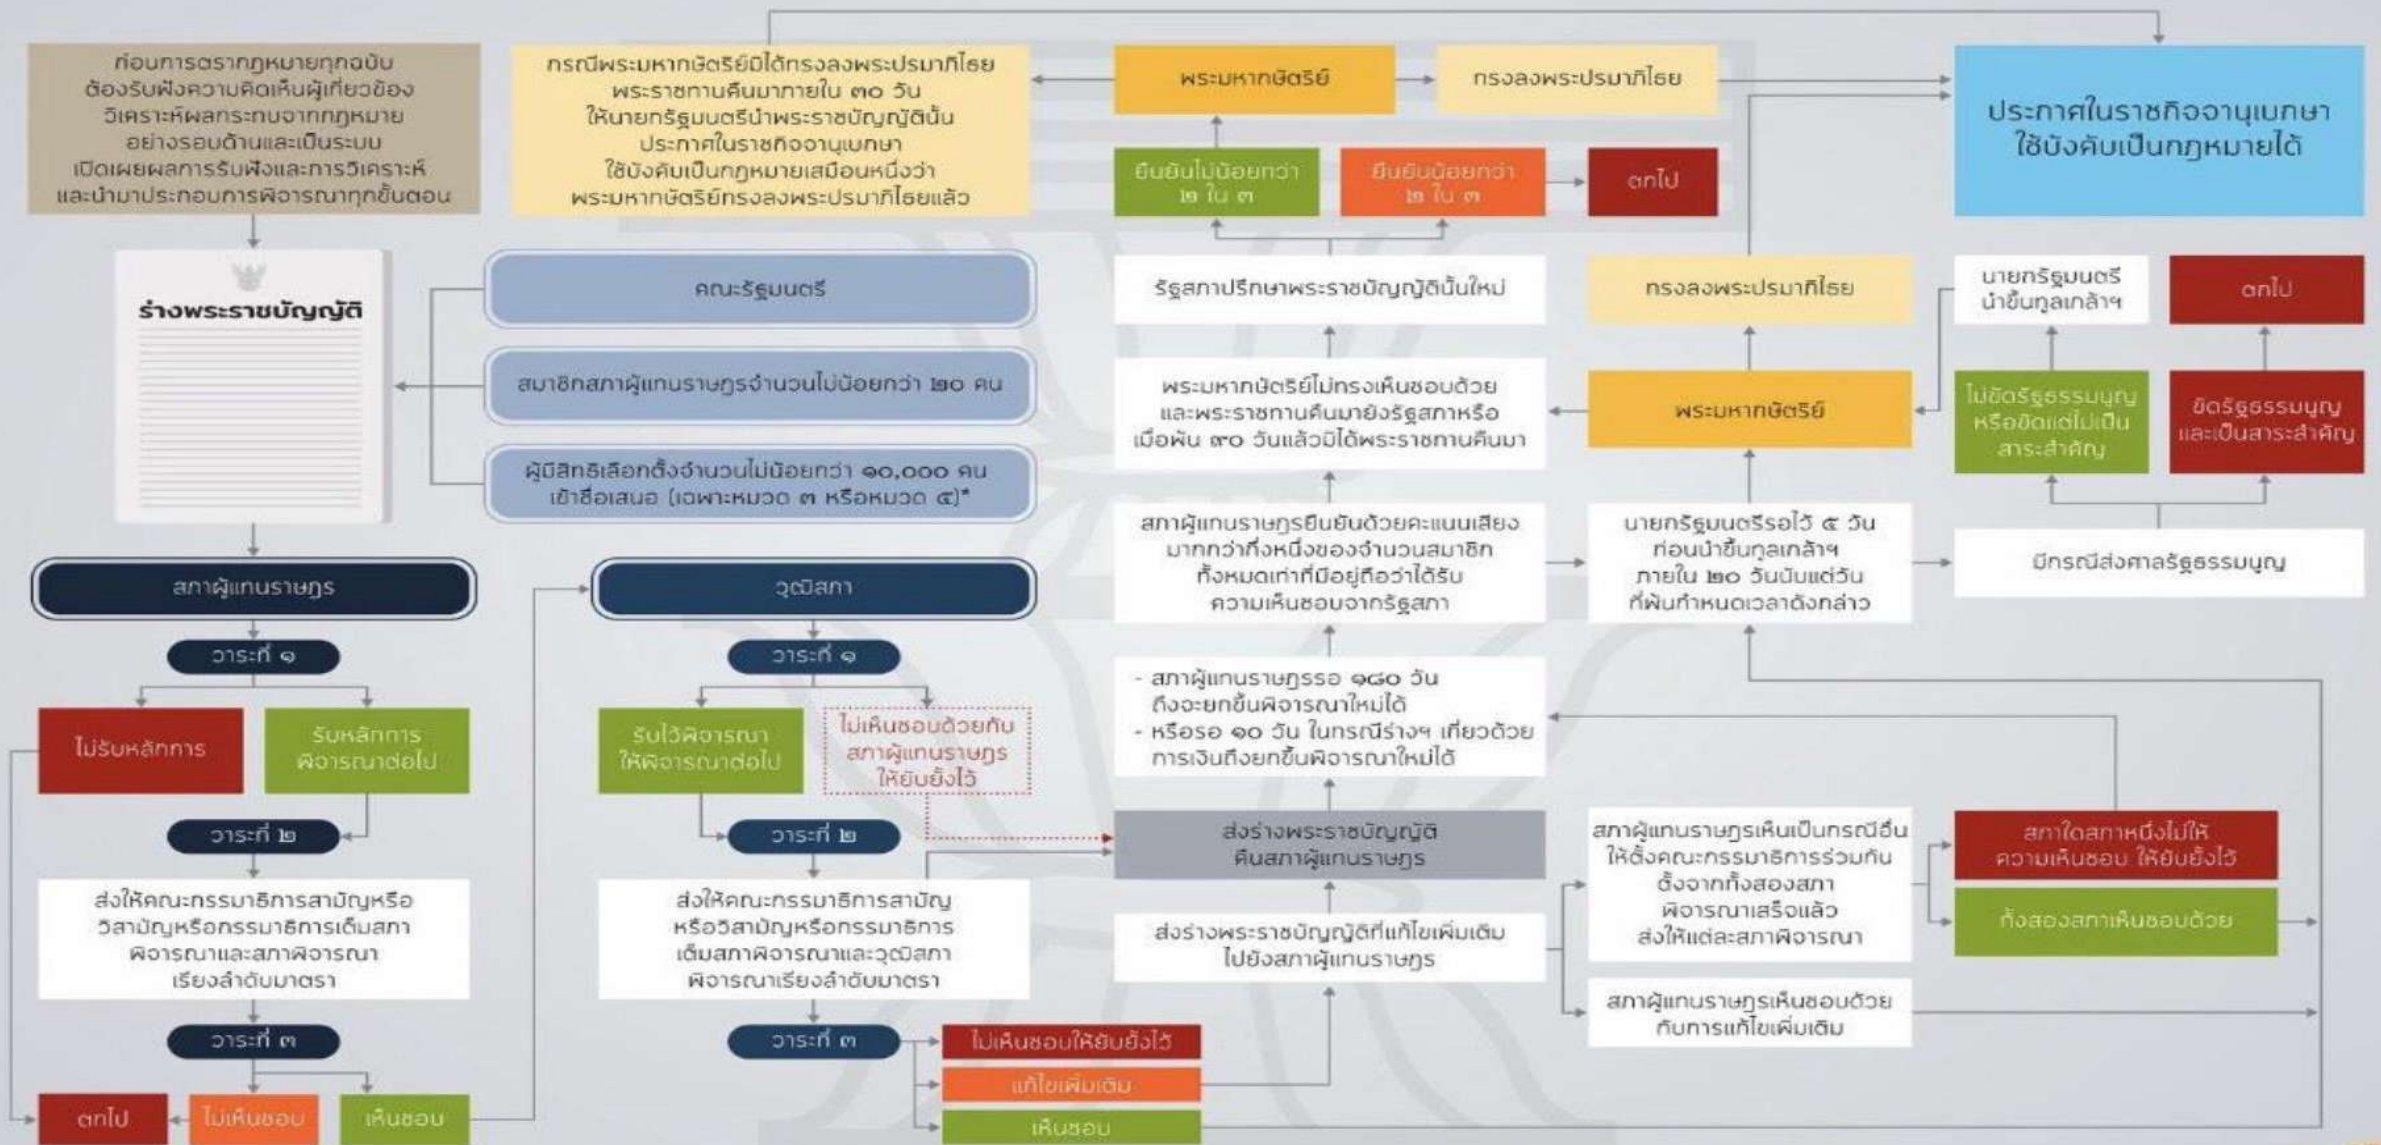 ก่อนการตรากฎหมายทุกฉบับ
ต้องรับฟังความคิดเห็นผู้เกี่ยวข้อง
วิเคราะห์ผลกระทบจากกฎหมาย
อย่างรอบด้านและเป็นระบบ
เปิดเผยผลการรับฟังและการวิเคราะห์
และนำมาประกอบการพิจารณาทุกขั้นตอน
กรณีพระมหากษัตริย์มิได้ทรงลงพระปรมาภิไธย
พระราชทานคืนมาภายใน ๓๐ วัน
ให้นายกรัฐมนตรีนำพระราชบัญญัตินั้น
ประกาศในราชกิจจานุเบกษา
ใช้บังคับเป็นกฎหมายเสมือนหนึ่งว่า
พระมหากษัตริย์ทรงลงพระปรมาภิไธยแล้ว
พระมหากษัตริย์
ทรงลงพระปรมาภิไธย
ประกาศในราชกิจจานุเบกษา
ใช้บังคับเป็นกฎหมายได้
ยืนยันไม่น้อยกว่า
๒ ใน ๓
ยืนยันน้อยกว่า
๒ ใน ๓
ตกไป
ร่างพระราชบัญญัติ
คณะรัฐมนตรี
สมาชิกสภาผู้แทนราษฎรจำนวนไม่น้อยกว่า ๒๐ คน
ผู้มีสิทธิเลือกตั้งจำนวนไม่น้อยกว่า ๑๐,๐๐๐ คน
เข้าชื่อเสนอ (เฉพาะหมวด ๓ หรือหมวด ๕)*
รัฐสภาปรึกษาพระราชบัญญัตินั้นใหม่
ทรงลงพระปรมาภิไธย
นายกรัฐมนตรี
นำขึ้นทูลเกล้าฯ
ตกไป
พระมหากษัตริย์ไม่ทรงเห็นชอบด้วย
และพระราชทานคืนมายังรัฐสภาหรือ
เมื่อพ้น ๙๐ วันแล้วมิได้พระราชทานคืนมา
พระมหากษัตริย์
ไม่ขัดรัฐธรรมนูญ
หรือขัดแต่ไม่เป็น
สาระสำคัญ
ขัดรัฐธรรมนูญ
และเป็นสาระสำคัญ
สภาผู้แทนราษฎรยืนยันด้วยคะแนนเสียง
มากกว่ากึ่งหนึ่งของจำนวนสมาชิก
ทั้งหมดเท่าที่มีอยู่ถือว่าได้รับ
ความเห็นชอบจากรัฐสภา
นายกรัฐมนตรีรอไว้ ๕ วัน
ก่อนนำขึ้นทูลเกล้าฯ
ภายใน ๒๐ วันนับแต่วัน
ที่พ้นกำหนดเวลาดังกล่าว
มีกรณีส่งศาลรัฐธรรมนูญ
สภาผู้แทนราษฎร
วาระที่ ๑
ไม่รับหลักการ
รับหลักการ
พิจารณาต่อไป
วาระที่ ๒
ส่งให้คณะกรรมาธิการสามัญหรือ
วิสามัญหรือกรรมาธิการเต็มสภา
พิจารณาและสภาพิจารณา
เรียงลำดับมาตรา
วาระที่ ๓
ตกไป
ไม่เห็นชอบ
เห็นชอบ
วุฒิสภา
วาระที่ ๑
รับไว้พิจารณา
ให้พิจารณาต่อไป
ไม่เห็นชอบด้วยกับ
สภาผู้แทนราษฎร
ให้ยับยั้งไว้
วาระที่ ๒
ส่งให้คณะกรรมาธิการสามัญ
หรือวิสามัญหรือกรรมาธิการ
เต็มสภาพิจารณาและวุฒิสภา
พิจารณาเรียงลำดับมาตรา
วาระที่ ๓
ไม่เห็นชอบให้ยับยั้งไว้
แก้ไขเพิ่มเติม
เห็นชอบ
- สภาผู้แทนราษฎรรอ ๑๘๐ วัน
ถึงจะยกขึ้นพิจารณาใหม่ได้
- หรือรอ ๑๐ วัน ในกรณีร่างฯ เกี่ยวด้วย
การเงินถึงยกขึ้นพิจารณาใหม่ได้
ส่งร่างพระราชบัญญัติ
คืนสภาผู้แทนราษฎร
ส่งร่างพระราชบัญญัติที่แก้ไขเพิ่มเติม
ไปยังสภาผู้แทนราษฎร
สภาผู้แทนราษฎรเห็นเป็นกรณีอื่น
ให้ตั้งคณะกรรมาธิการร่วมกัน
ตั้งจากทั้งสองสภา
พิจารณาเสร็จแล้ว
ส่งให้แต่ละสภาพิจารณา
สภาใดสภาหนึ่งไม่ให้
ความเห็นชอบ ให้ยับยั้งไว้
ทั้งสองสภาเห็นชอบด้วย
สภาผู้แทนราษฎรเห็นชอบด้วย
กับการแก้ไขเพิ่มเติม